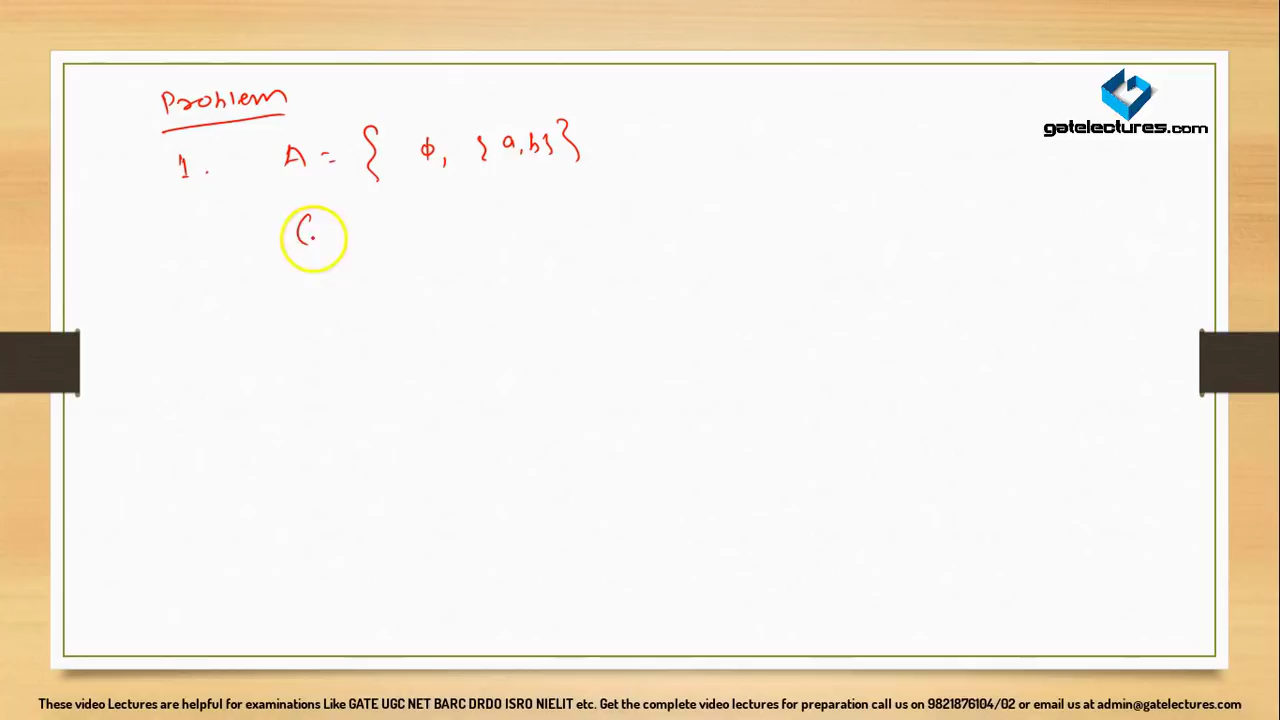 Problem
gatelectures.com
1. A = { Φ, { a, b} }
(.
These video Lectures are helpful for examinations Like GATE UGC NET BARC DRDO ISRO NIELIT etc. Get the complete video lectures for preparation call us on 9821876104/02 or email us at admin@gatelectures.com